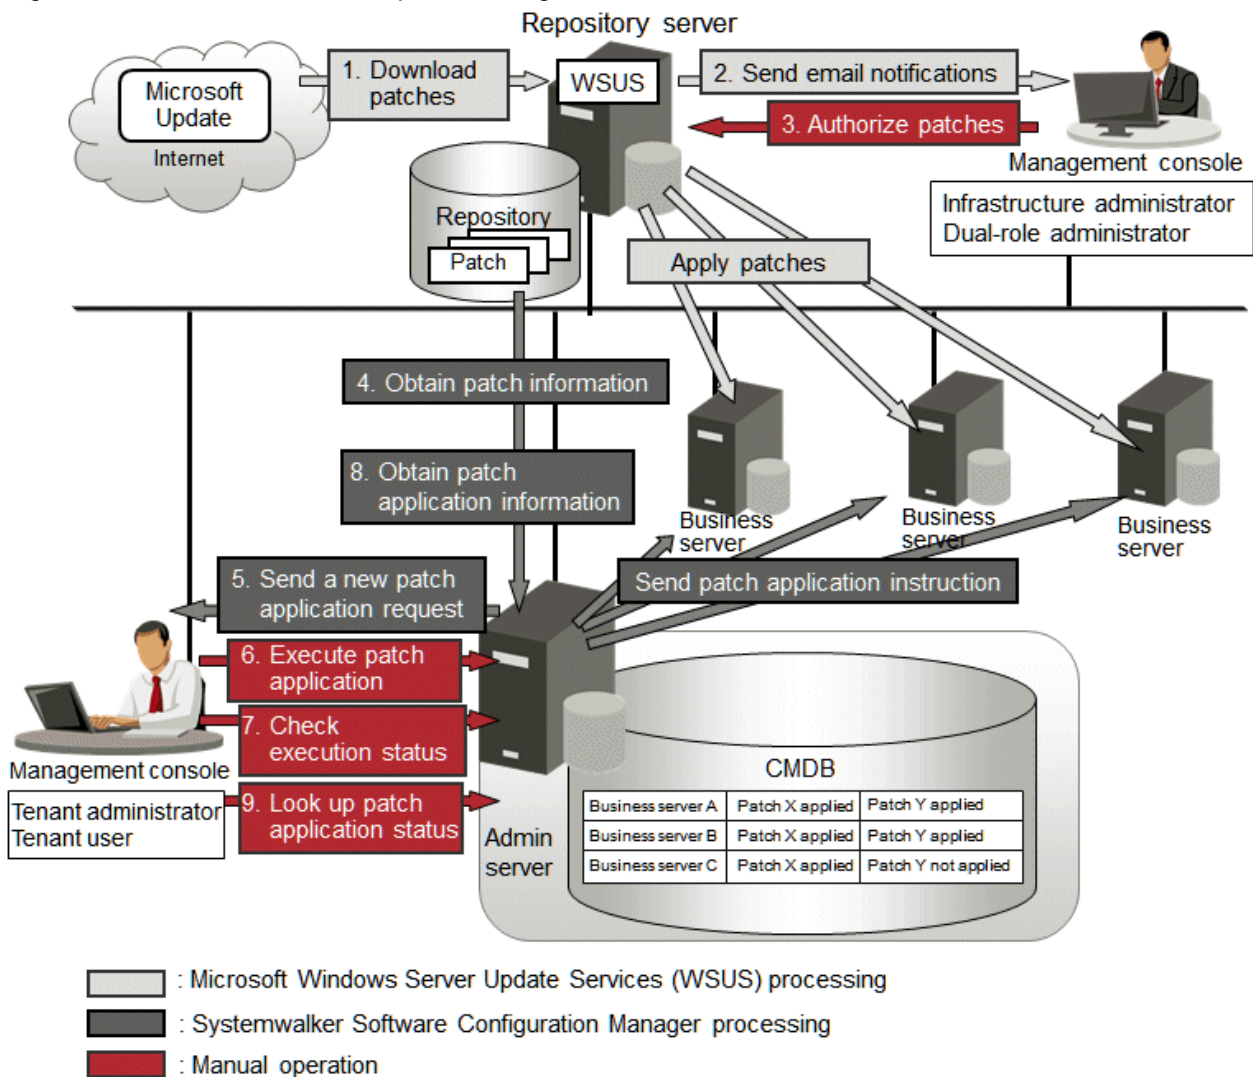 Repository server
Microsoft
Update
Internet
1. Download
patches
WSUS
2. Send email notifications
3. Authorize patches
Management console
Infrastructure administrator
Dual-role administrator
Repository
Patch
Apply patches
4. Obtain patch information
8. Obtain patch
application information
Business
server
Business
server
Business
server
5. Send a new patch
application request
Send patch application instruction
6. Execute patch
application
7. Check
execution status
Management console
Tenant administrator
Tenant user
9. Look up patch
application status
Admin
server
CMDB
Business server A Patch X applied Patch Y applied
Business server B Patch X applied Patch Y applied
Business server C Patch X applied Patch Y not applied
: Microsoft Windows Server Update Services (WSUS) processing
: Systemwalker Software Configuration Manager processing
: Manual operation